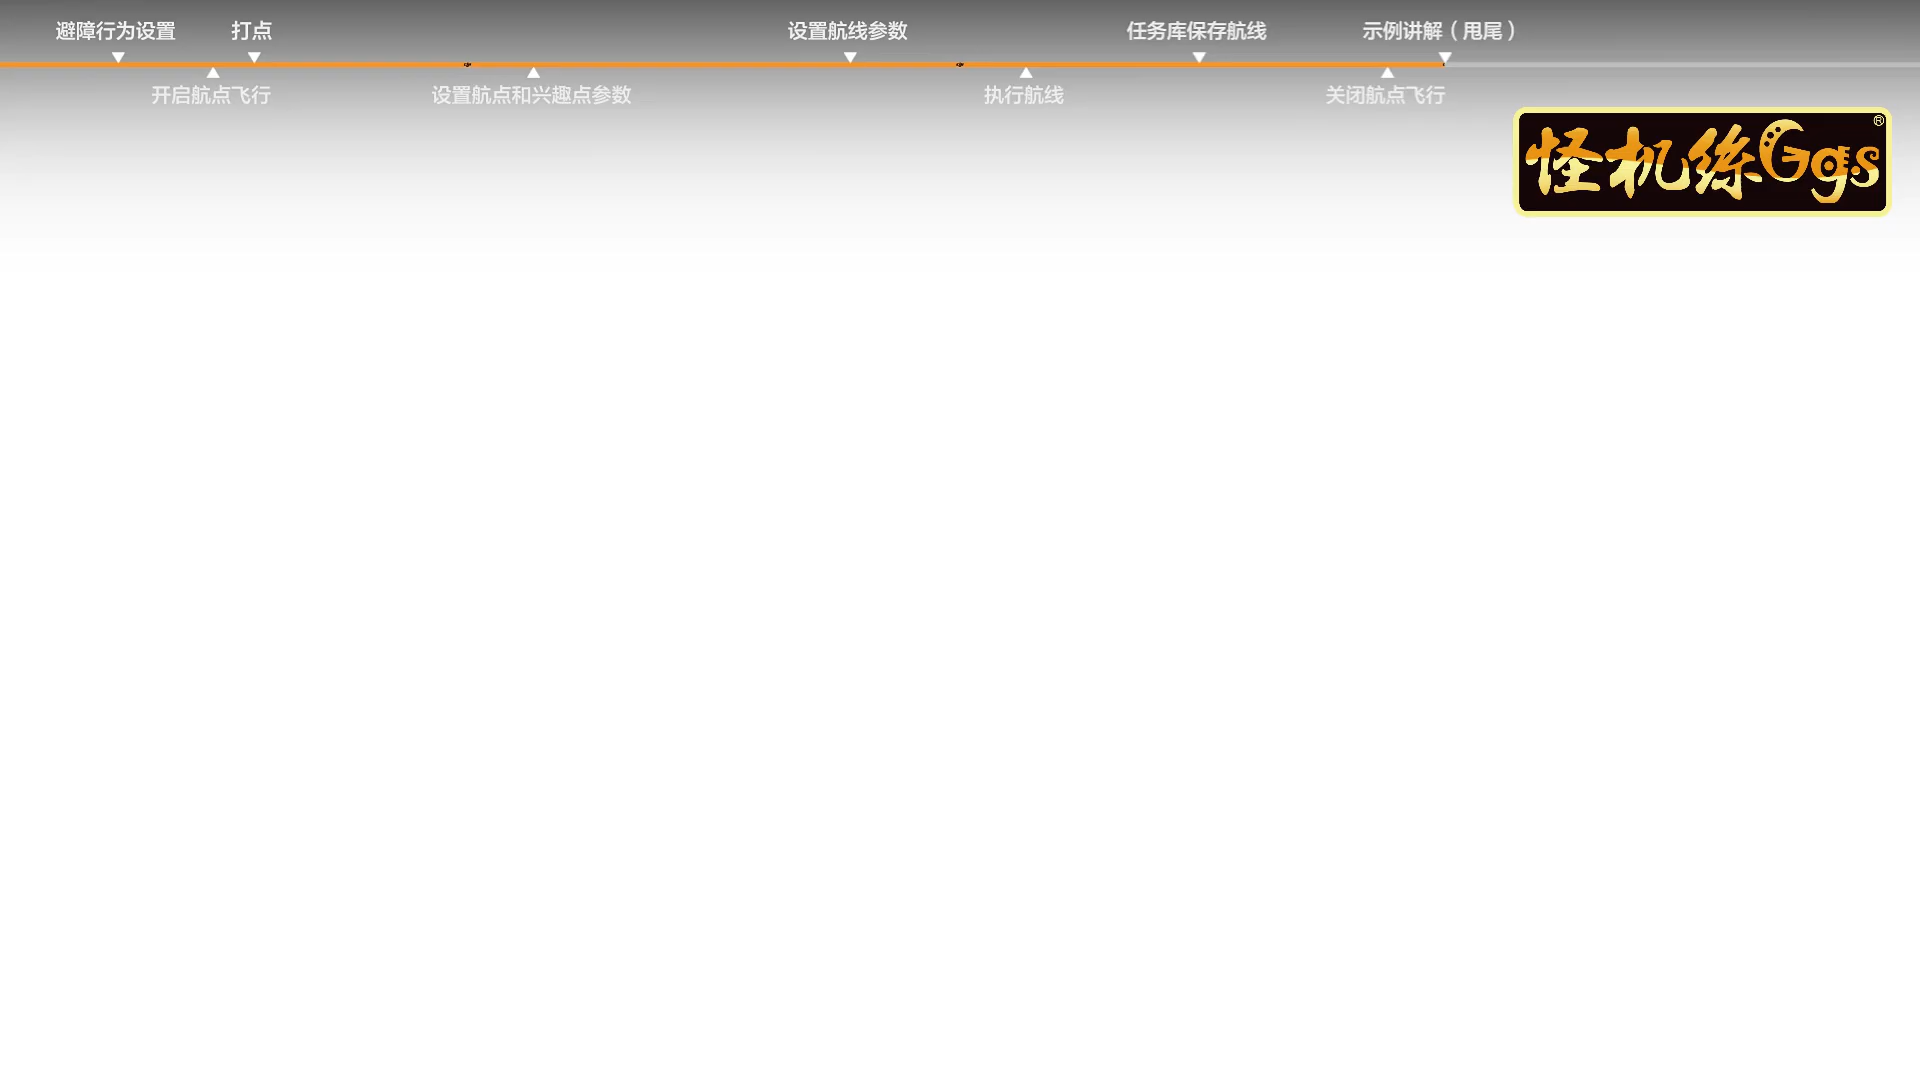 避障行为设置 打点 设置航线参数 任务库保存航线 示例讲解（甩尾）
开启航点飞行 设置航点和兴趣点参数 执行航线 关闭航点飞行
怪机练Ggs®